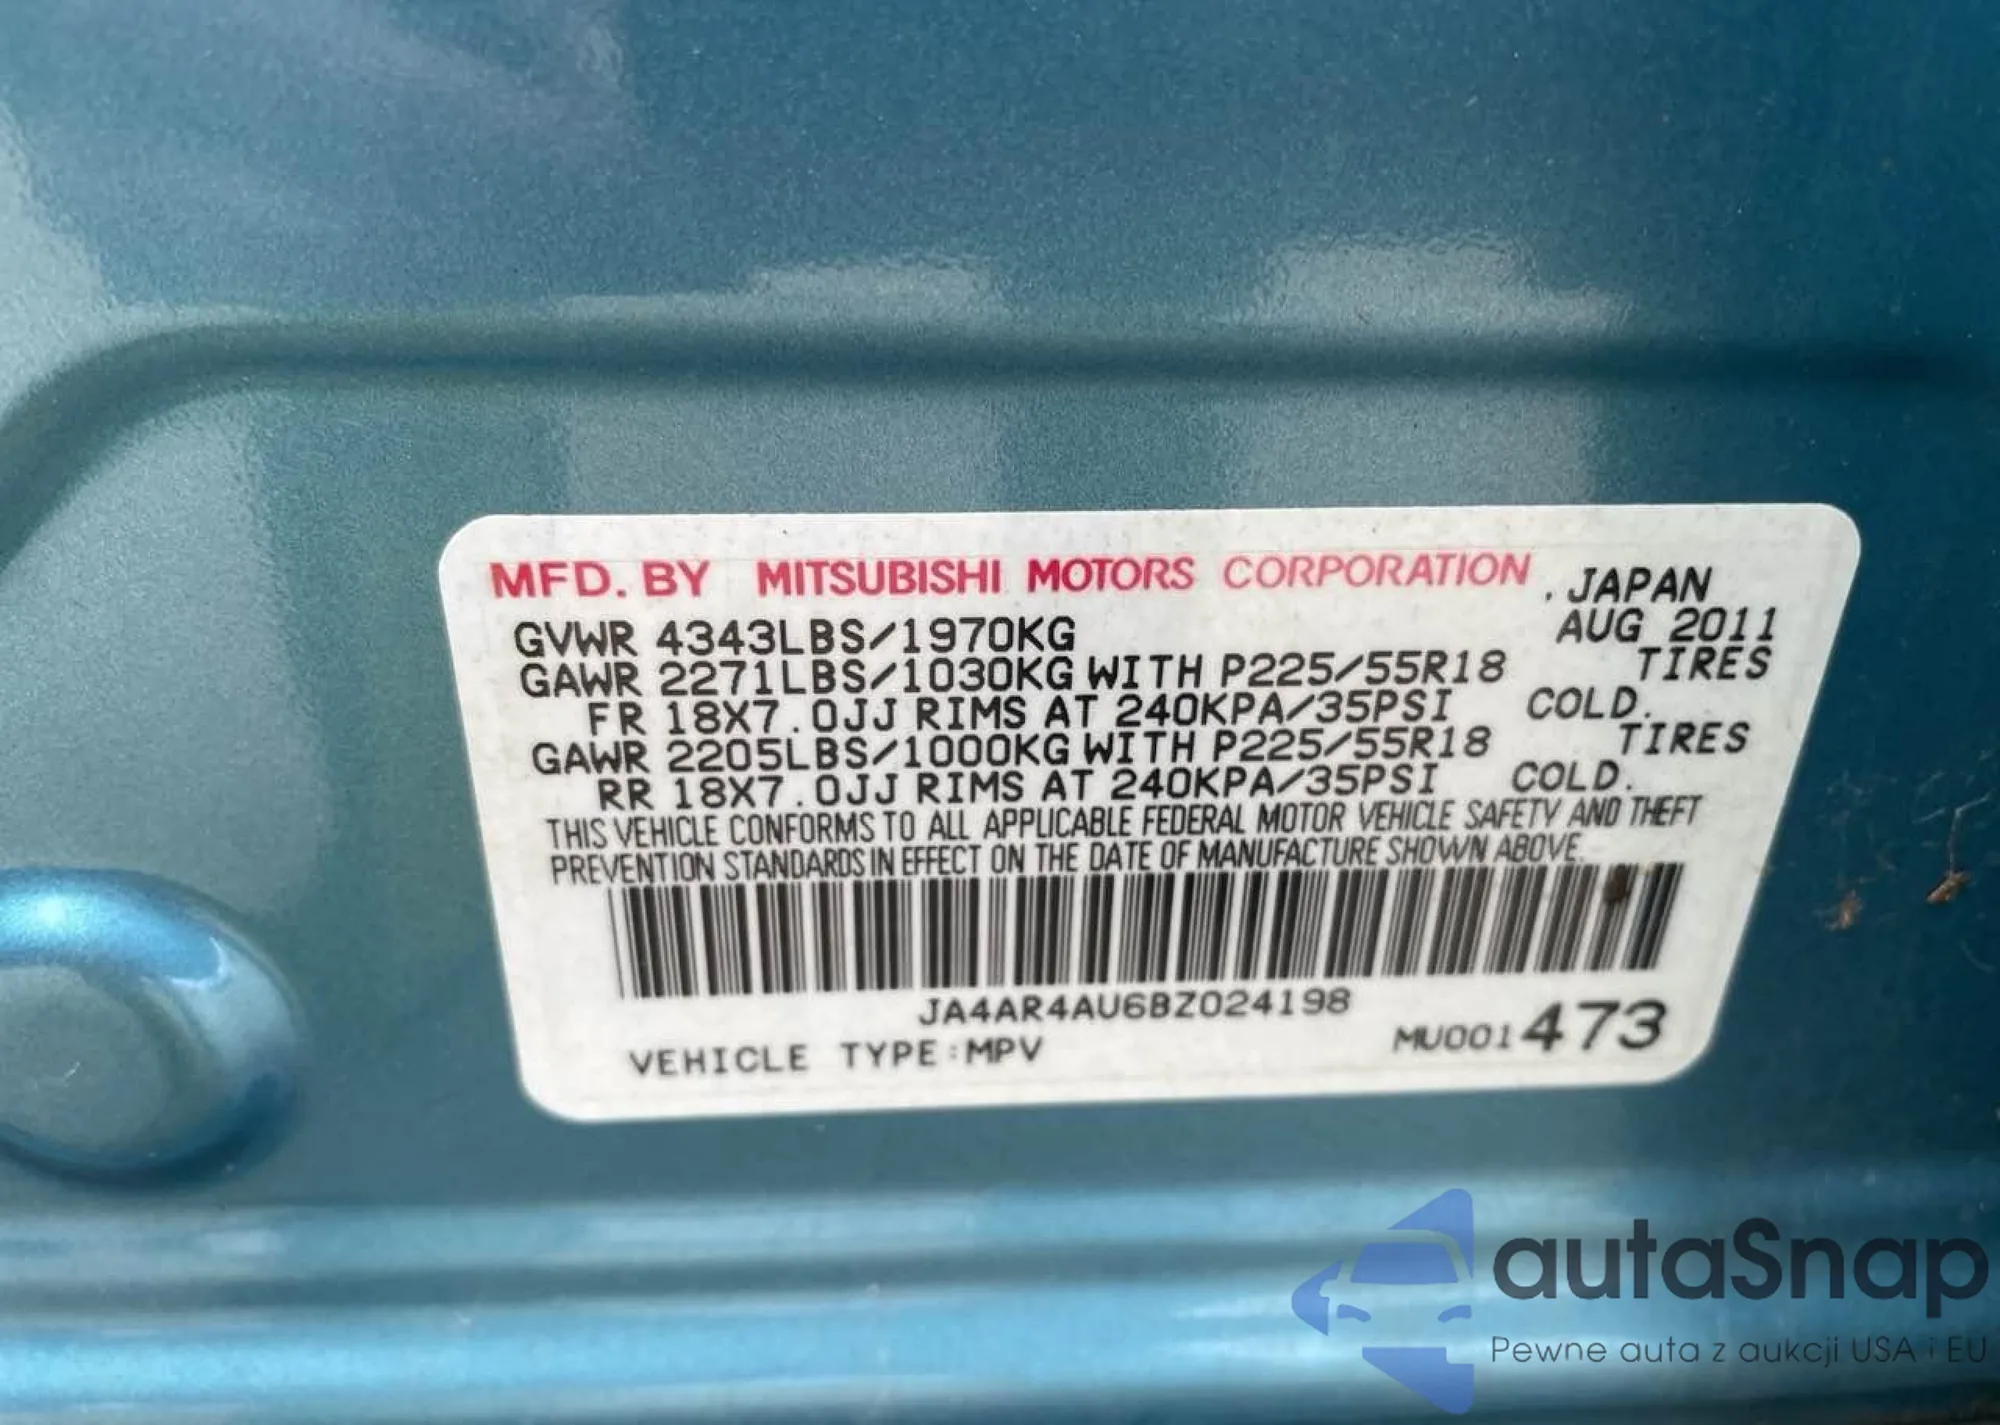 MFD. BY MITSUBISHI MOTORS CORPORATION . JAPAN
GVWR 4343LBS/1970KG AUG 2011
GAWR 2271LBS/1030KG WITH P225/55R18 TIRES
FR 18X7.0JJ RIMS AT 240KPA/35PSI COLD.
GAWR 2205LBS/1000KG WITH P225/55R18 TIRES
RR 18X7.0JJ RIMS AT 240KPA/35PSI COLD.
THIS VEHICLE CONFORMS TO ALL APPLICABLE FEDERAL MOTOR VEHICLE SAFETY AND THEFT
PREVENTION STANDARDS IN EFFECT ON THE DATE OF MANUFACTURE SHOWN ABOVE.
JA4AR4AU6BZ024198
VEHICLE TYPE:MPV MU001473
autaSnap
Pewne auta z aukcji USA i EU